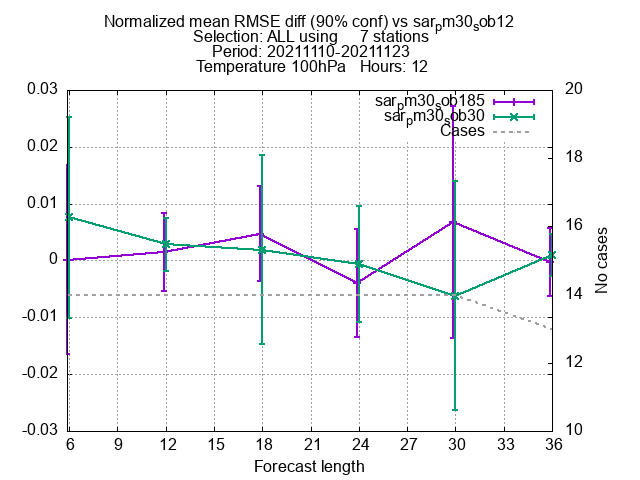 Normalized mean RMSE diff (90% conf) vs sarpm30sob12
Selection: ALL using 7 stations
Period: 20211110-20211123
Temperature 100hPa Hours: 12
sarpm30sob185
sarpm30sob30
Cases
0.03
0.02
0.01
0
-0.01
-0.02
-0.03
20
18
16
14
12
10
No cases
6 9 12 15 18 21 24 27 30 33 36
Forecast length